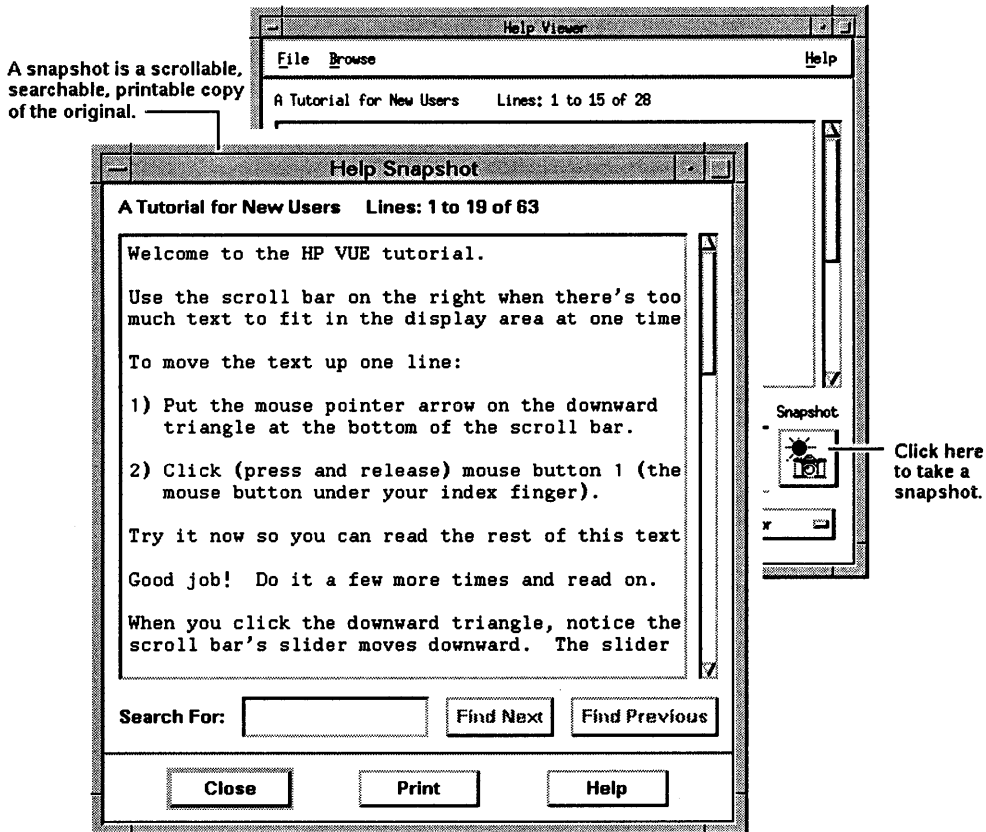 Help Viewer
File Browse Help
A Tutorial for New Users Lines: 1 to 15 of 28
A snapshot is a scrollable,
searchable, printable copy
of the original.
Help Snapshot
A Tutorial for New Users Lines: 1 to 19 of 63
Welcome to the HP VUE tutorial.
Use the scroll bar on the right when there's too
much text to fit in the display area at one time
To move the text up one line:
1) Put the mouse pointer arrow on the downward
triangle at the bottom of the scroll bar.
2) Click (press and release) mouse button 1 (the
mouse button under your index finger).
Try it now so you can read the rest of this text
Good job! Do it a few more times and read on.
When you click the downward triangle, notice the
scroll bar's slider moves downward. The slider
Search For: Find Next Find Previous
Close Print Help
Snapshot
Click here
to take a
snapshot.